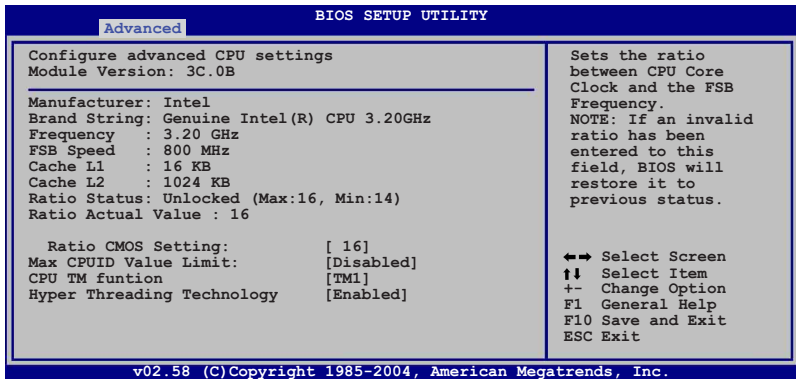 BIOS SETUP UTILITY
Advanced
Configure advanced CPU settings
Module Version: 3C.0B
Manufacturer: Intel
Brand String: Genuine Intel(R) CPU 3.20GHz
Frequency : 3.20 GHz
FSB Speed : 800 MHz
Cache L1 : 16 KB
Cache L2 : 1024 KB
Ratio Status: Unlocked (Max:16, Min:14)
Ratio Actual Value : 16
Ratio CMOS Setting: [ 16]
Max CPUID Value Limit: [Disabled]
CPU TM funtion [TM1]
Hyper Threading Technology [Enabled]
Sets the ratio
between CPU Core
Clock and the FSB
Frequency.
NOTE: If an invalid
ratio has been
entered to this
field, BIOS will
restore it to
previous status.
←→ Select Screen
↑↓ Select Item
+- Change Option
F1 General Help
F10 Save and Exit
ESC Exit
v02.58 (C)Copyright 1985-2004, American Megatrends, Inc.